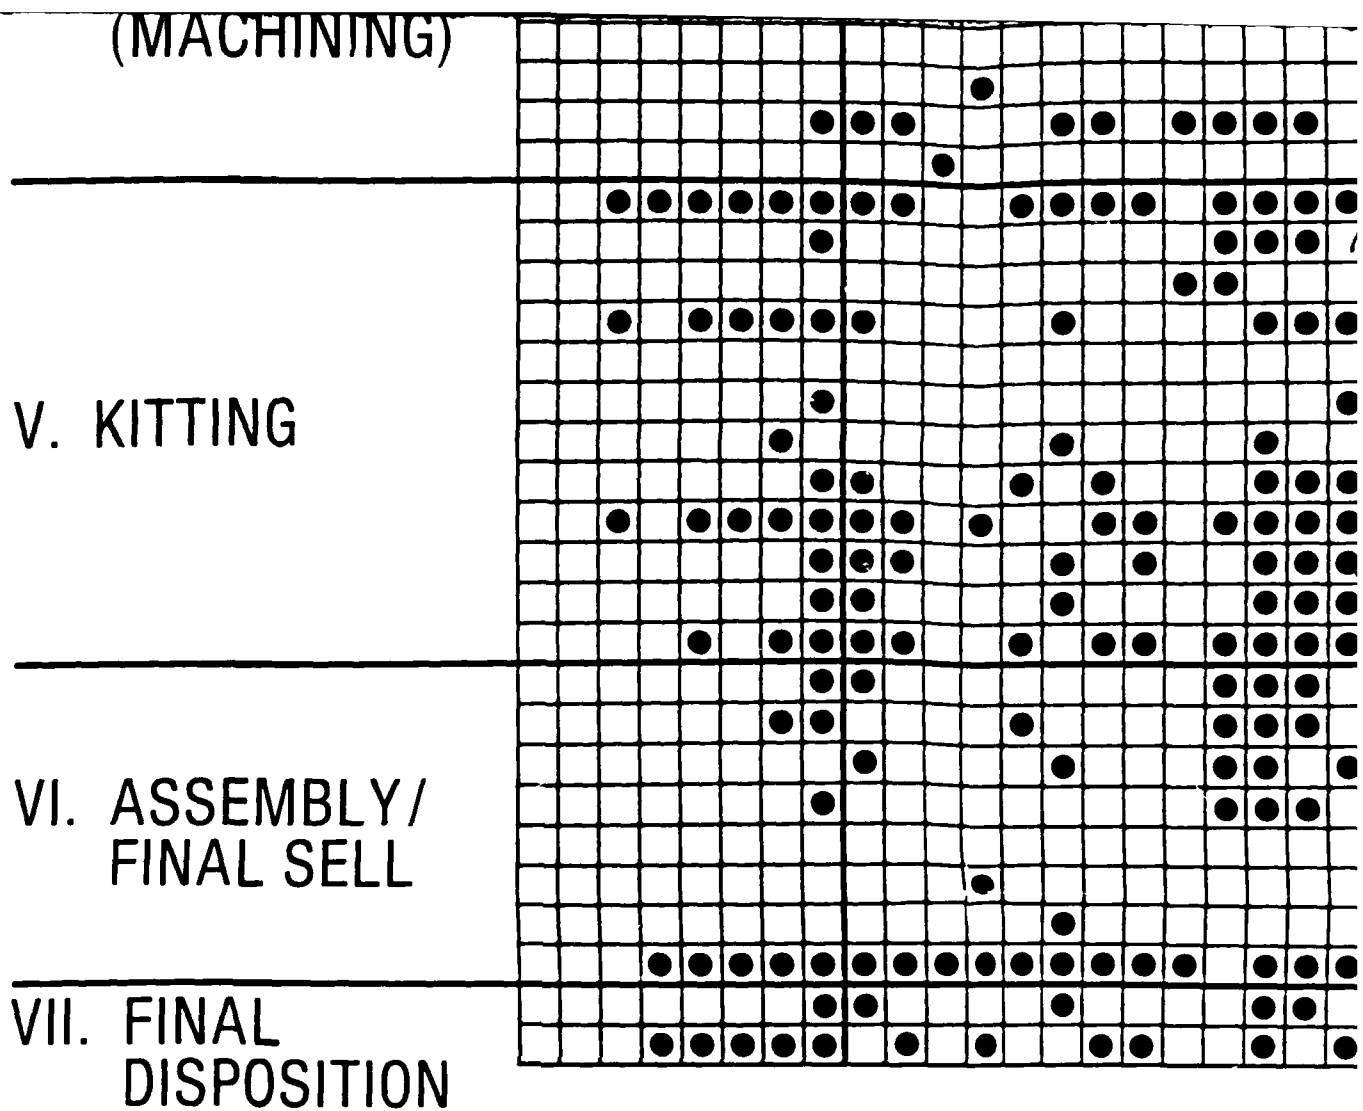 (MACHINING)
V. KITTING
VI. ASSEMBLY/
FINAL SELL
VII. FINAL
DISPOSITION